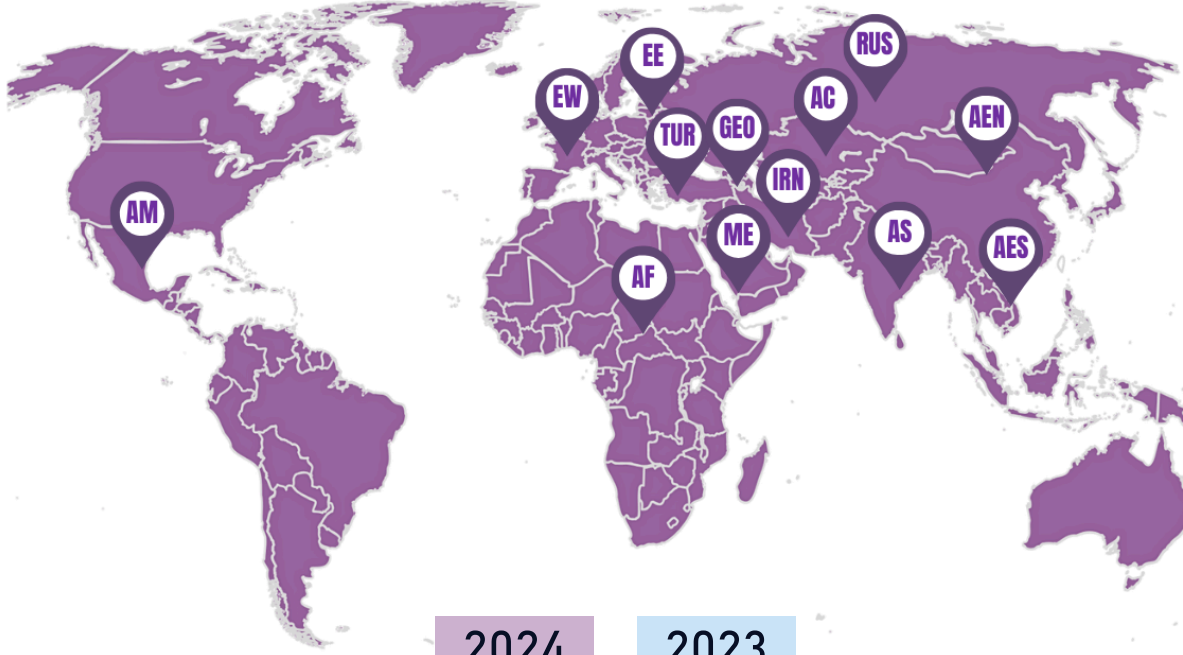 RUS
EE
EW
AC
AEN
TUR
GEO
IRN
AM
ME
AS
AES
AF
2024
2023